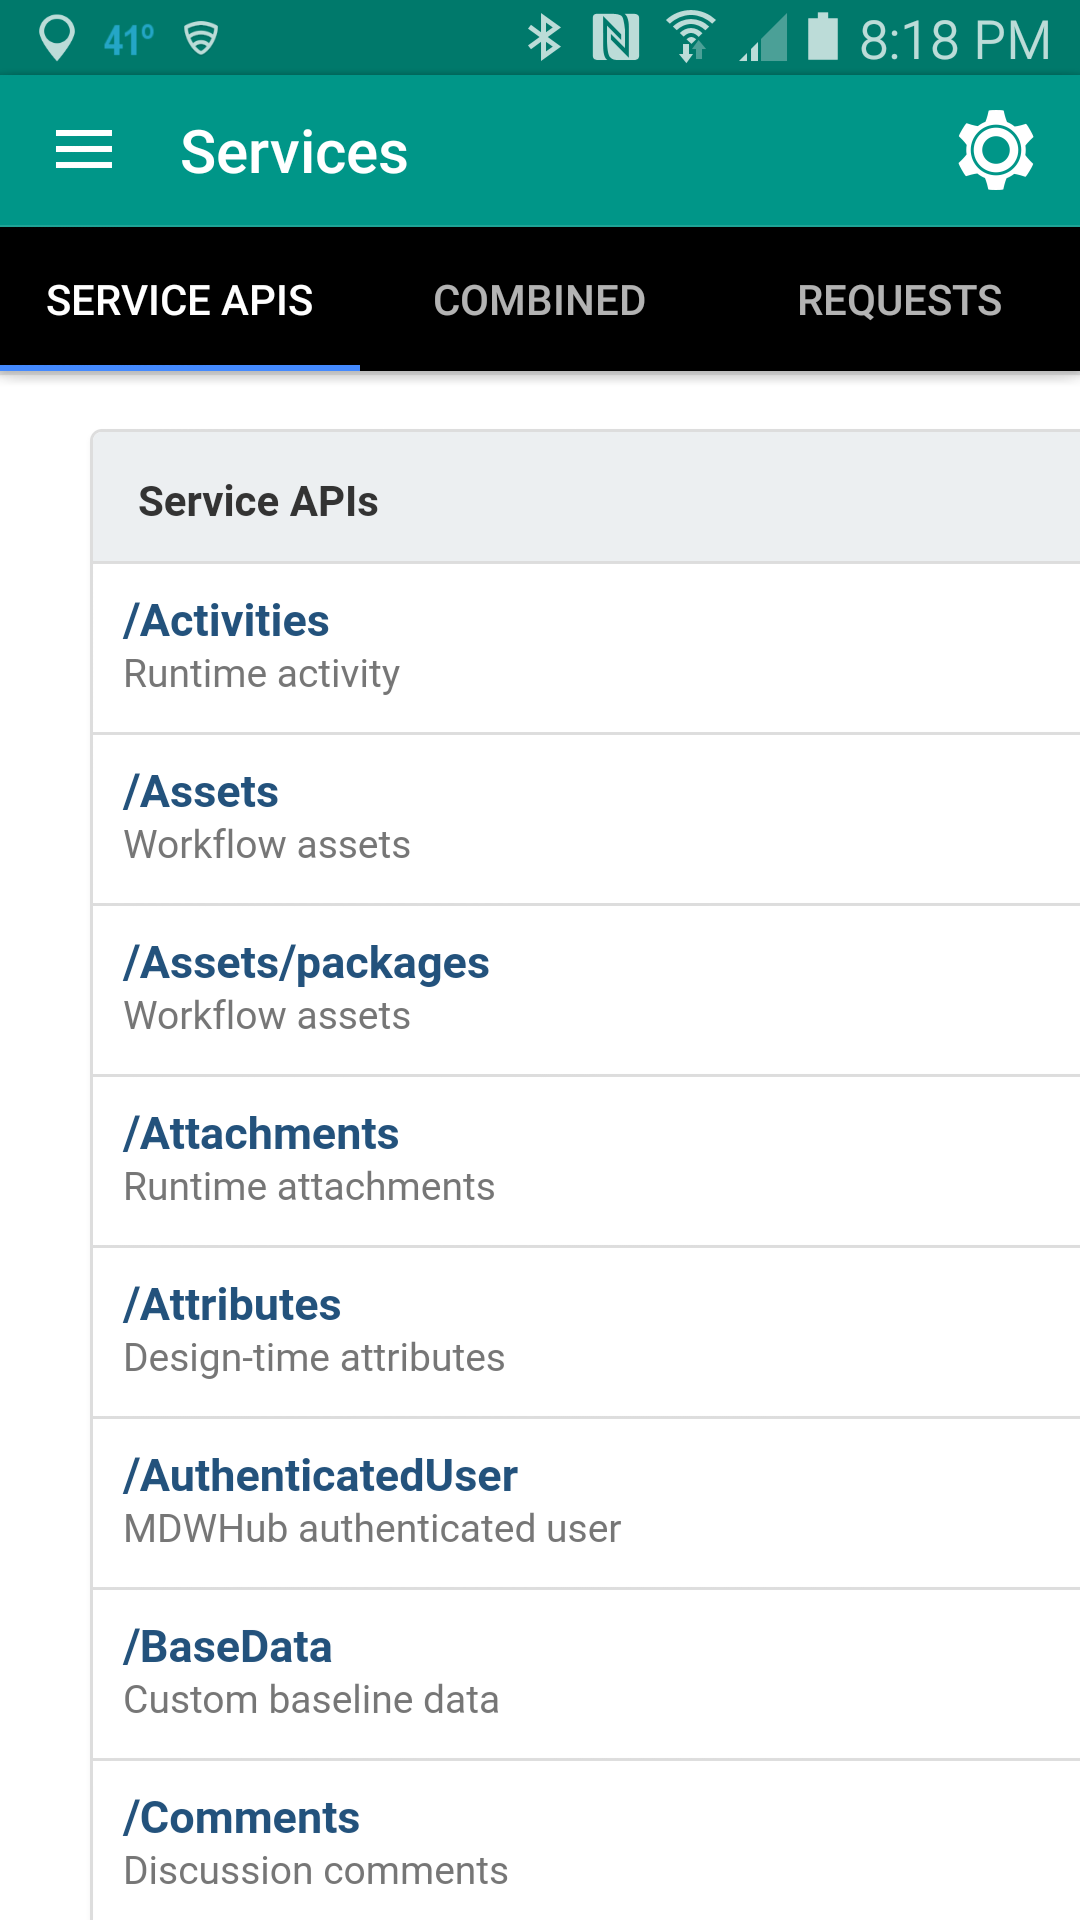 41° 8:18 PM
Services
SERVICE APIS COMBINED REQUESTS
Service APIs
/Activities
Runtime activity
/Assets
Workflow assets
/Assets/packages
Workflow assets
/Attachments
Runtime attachments
/Attributes
Design-time attributes
/AuthenticatedUser
MDWHub authenticated user
/BaseData
Custom baseline data
/Comments
Discussion comments